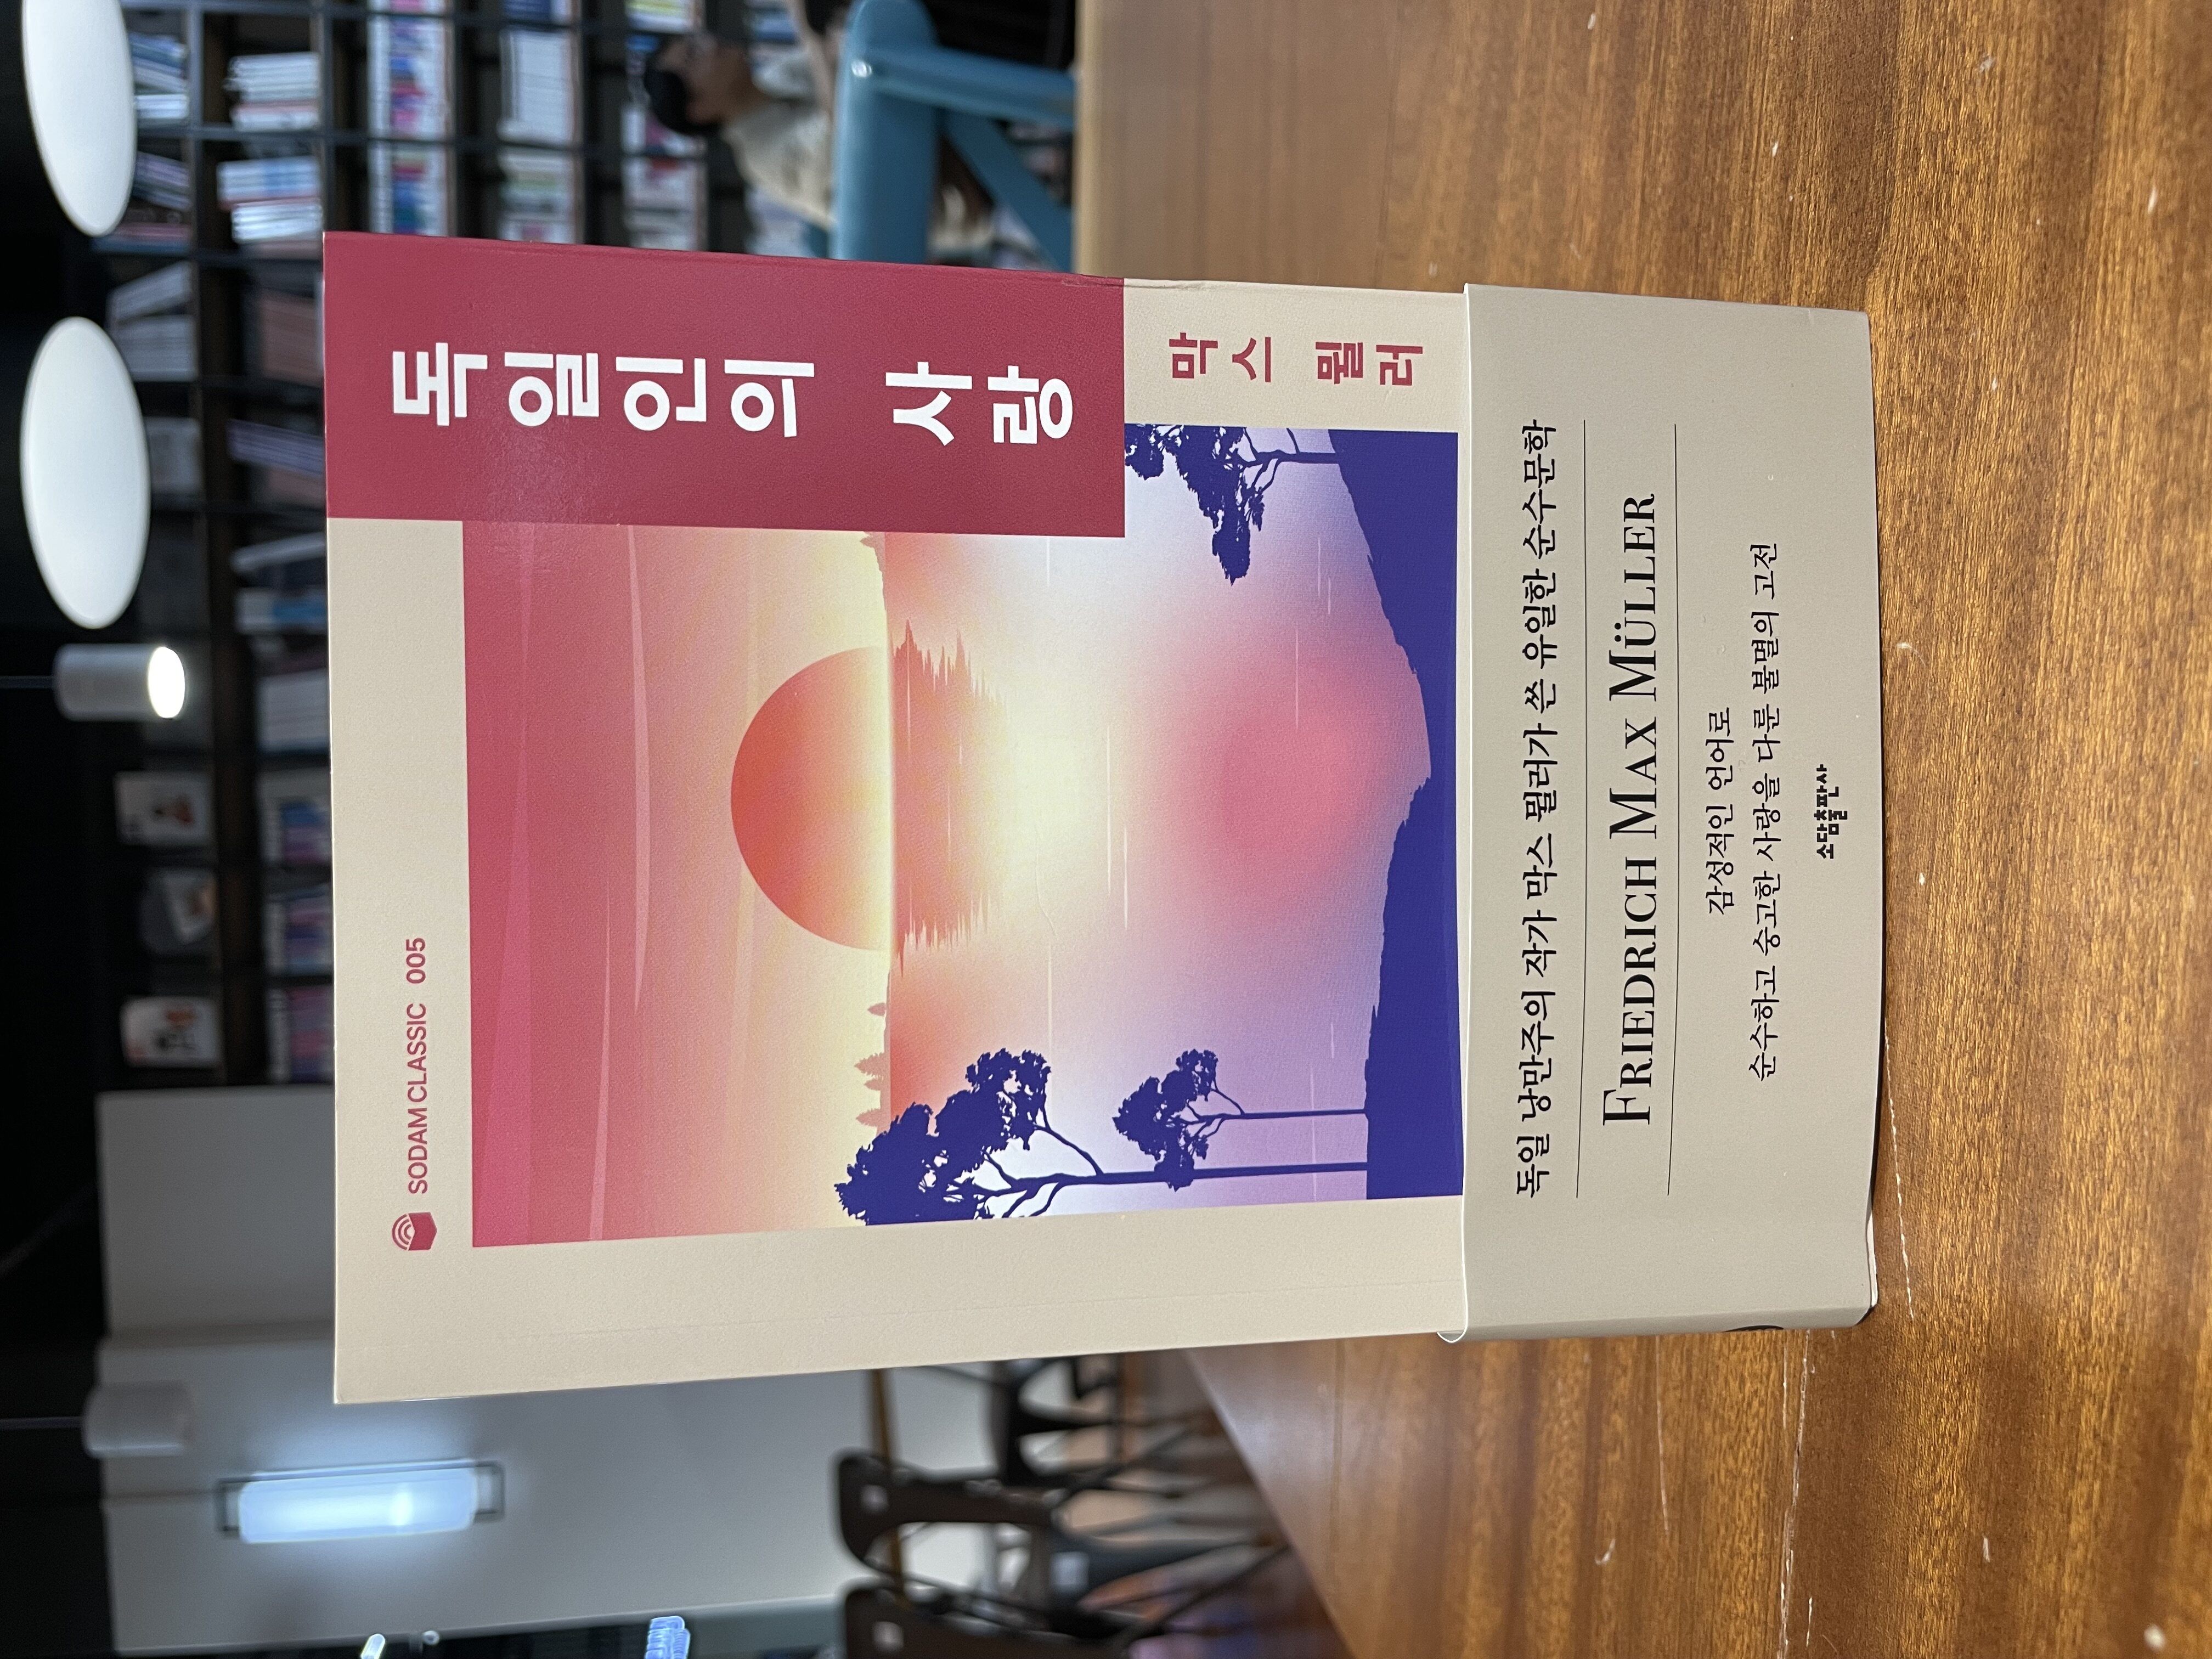 SODAM CLASSIC 005
독일인의 사랑
막스 뮐러
독일 낭만주의 작가 막스 뮐러가 쓴 유일한 순수문학
FRIEDRICH MAX MÜLLER
감성적인 언어로
순수하고 숭고한 사랑을 다룬 불멸의 고전
소담출판사